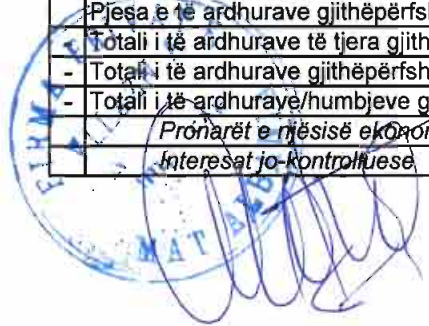 Pjesa e të ardhurave gjithëpërfsh
Totali i të ardhurave të tjera gjith
- Totali i të ardhurave gjithëpërfsh
- Totali i të ardhurave/humbjeve g
Pronarët e njësisë ekonor
Interesat jo-kontrolluese
FIRMA
MAT